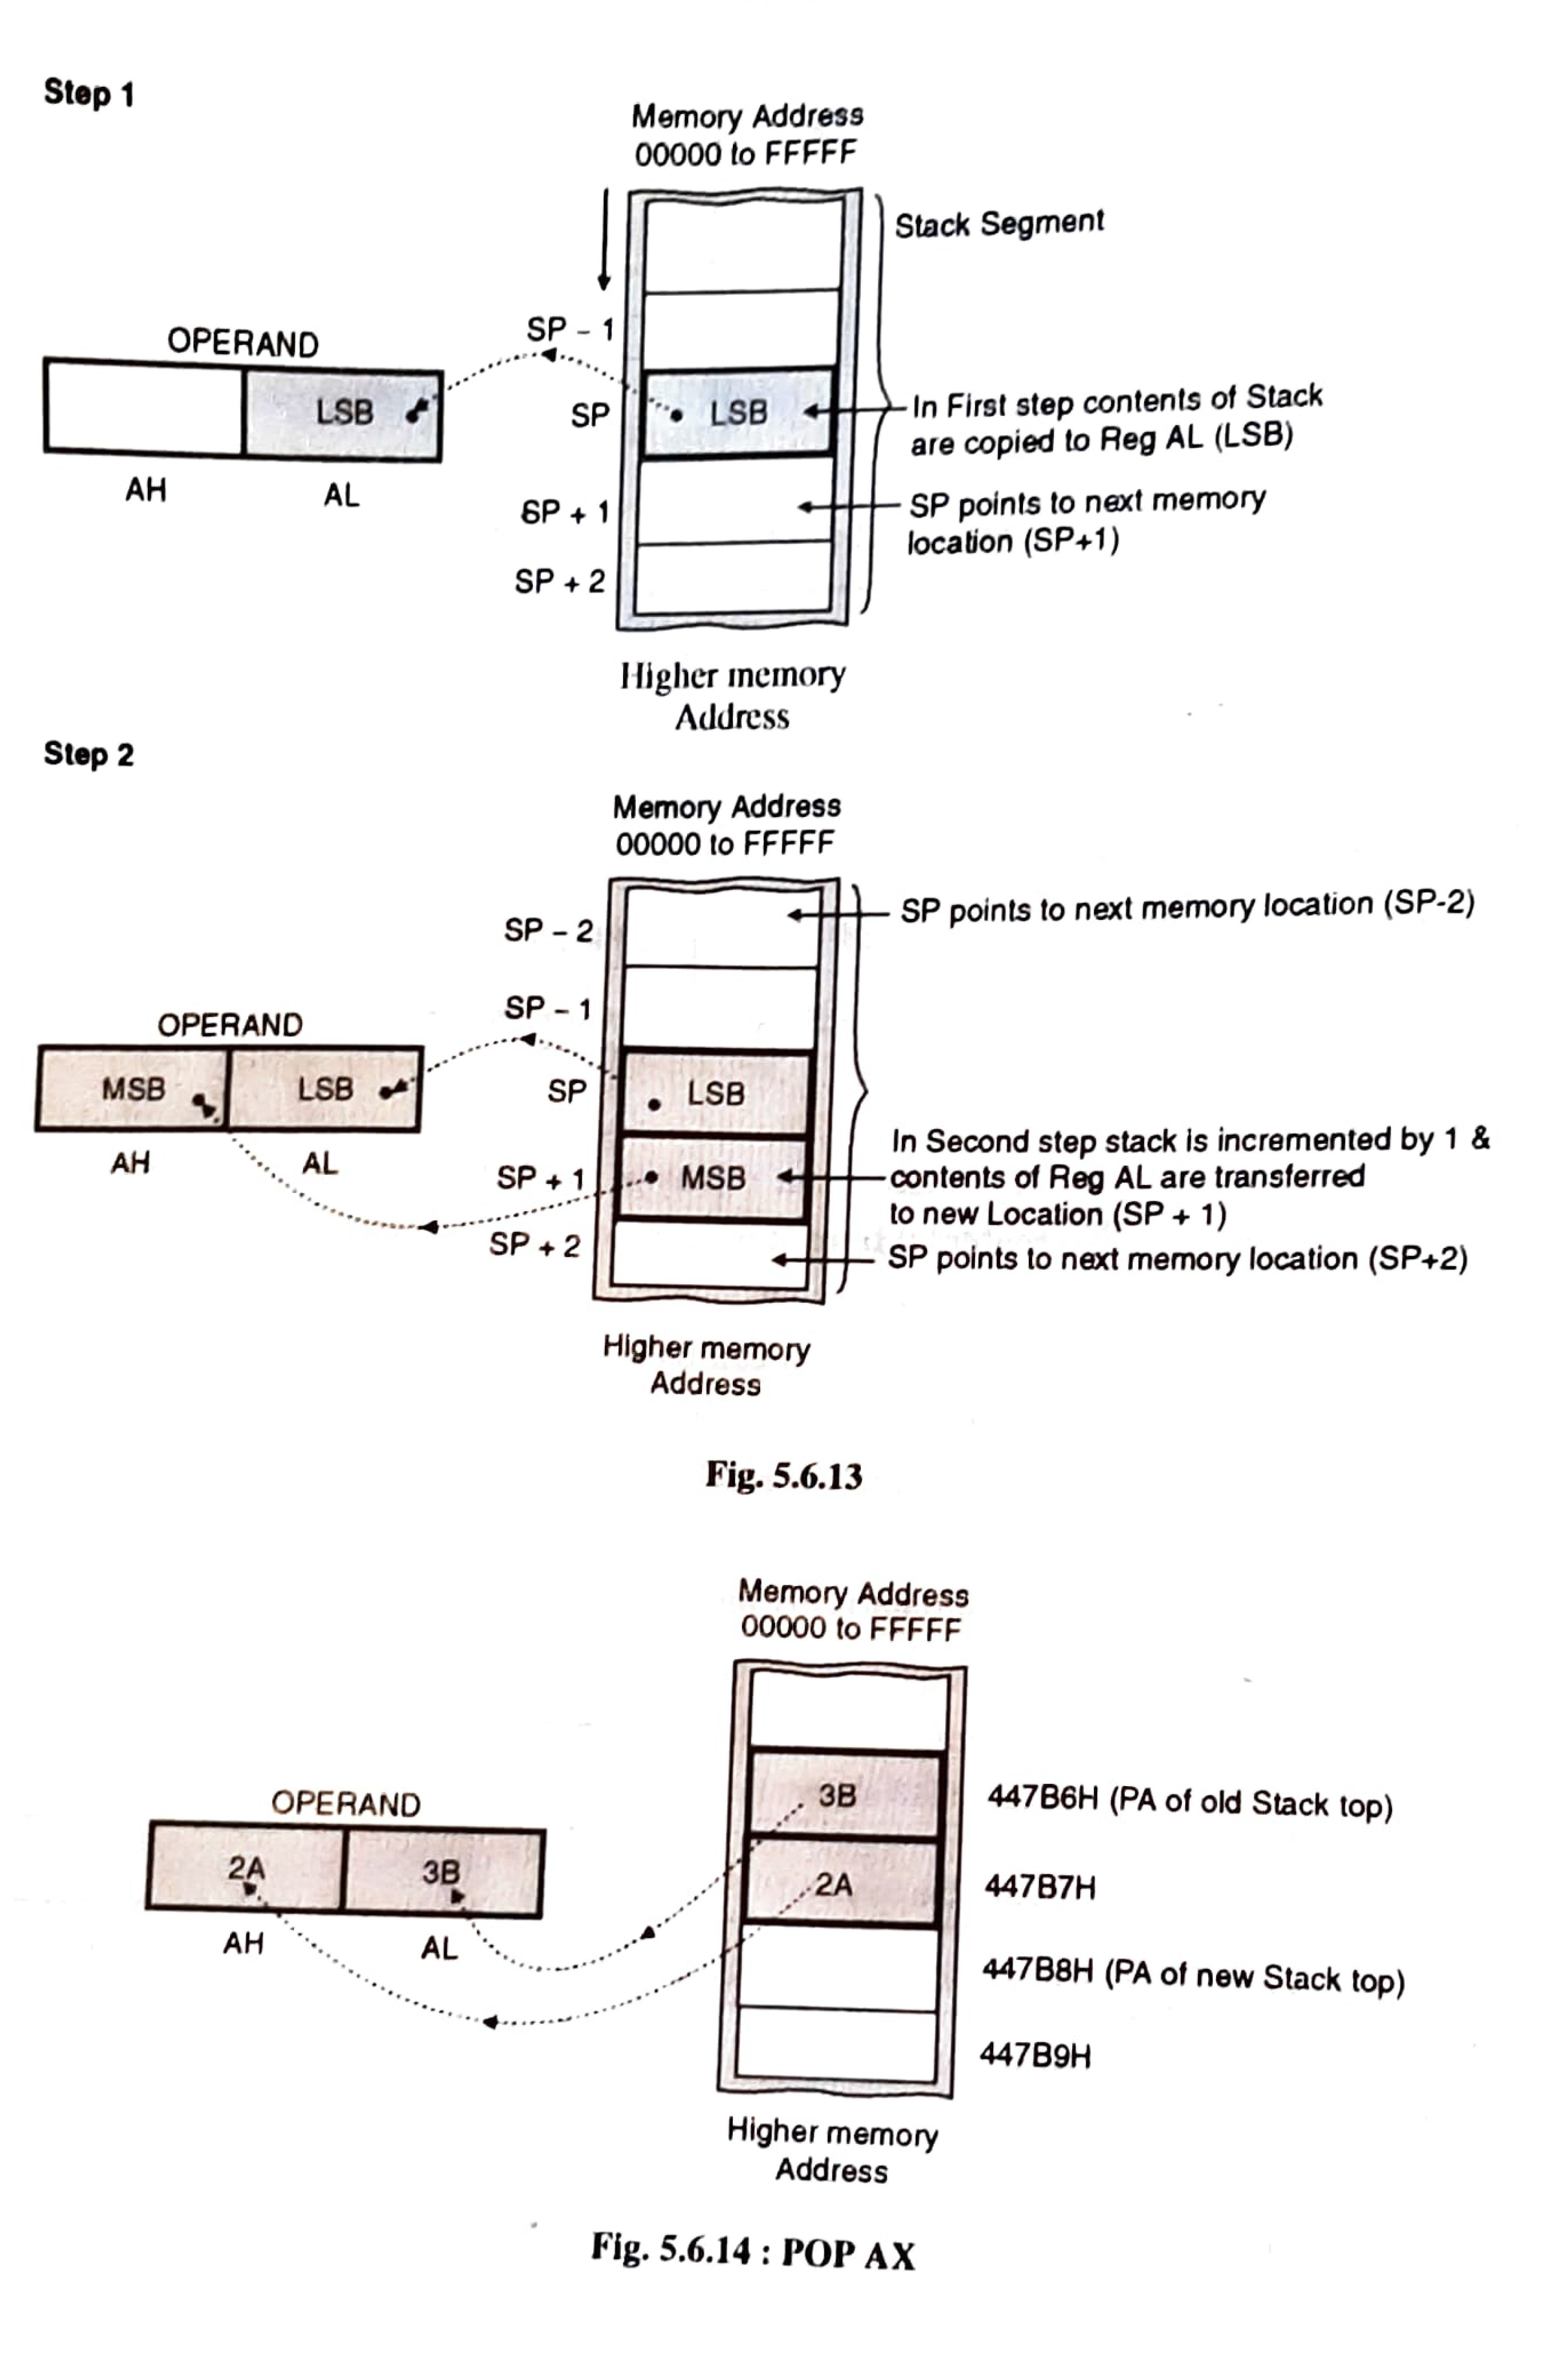 Step 1
Memory Address
00000 to FFFFF
Stack Segment
SP - 1
OPERAND
LSB
SP
LSB
In First step contents of Stack
are copied to Reg AL (LSB)
AH
AL
SP + 1
SP points to next memory
location (SP+1)
SP + 2
Higher memory
Address
Step 2
Memory Address
00000 to FFFFF
SP - 2
SP points to next memory location (SP-2)
SP - 1
OPERAND
MSB
LSB
SP
LSB
AH
AL
SP + 1
MSB
In Second step stack is incremented by 1 &
contents of Reg AL are transferred
to new Location (SP + 1)
SP + 2
SP points to next memory location (SP+2)
Higher memory
Address
Fig. 5.6.13
Memory Address
00000 to FFFFF
3B
447B6H (PA of old Stack top)
OPERAND
2A
3B
2A
447B7H
AH
AL
447B8H (PA of new Stack top)
447B9H
Higher memory
Address
Fig. 5.6.14 : POP AX